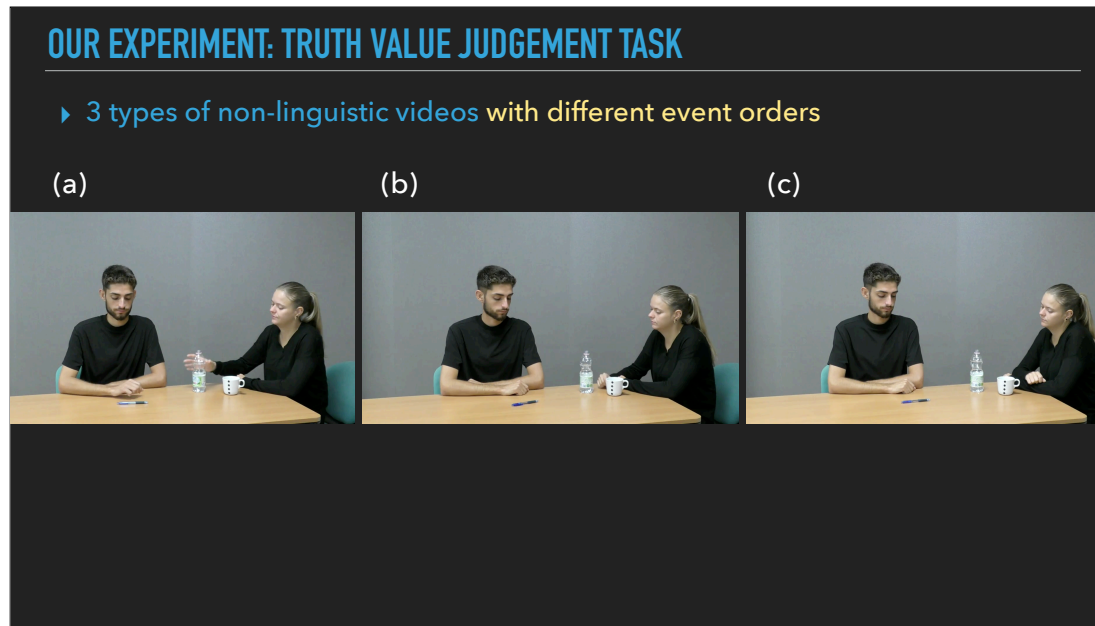 OUR EXPERIMENT: TRUTH VALUE JUDGEMENT TASK
3 types of non-linguistic videos with different event orders
(a)
(b)
(c)